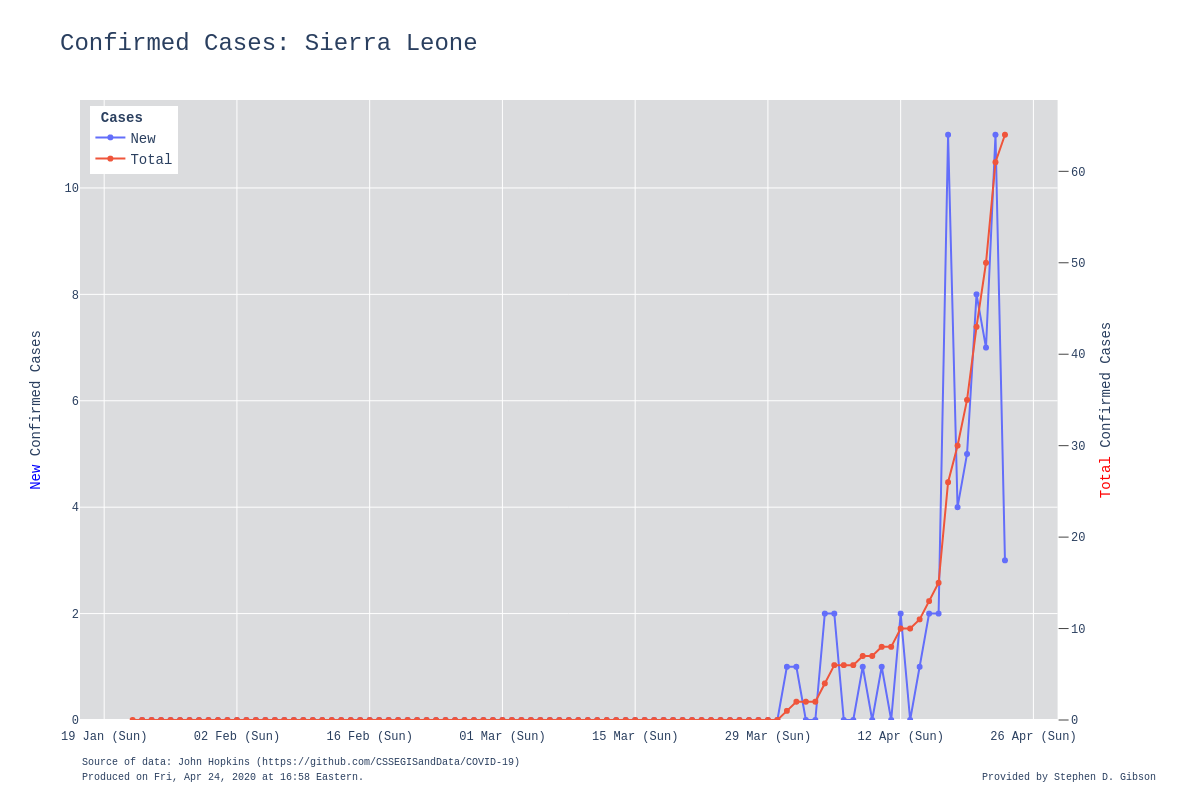 Confirmed Cases: Sierra Leone
Cases
New
Total
10
8
6
4
2
0
60
50
40
30
20
10
0
New Confirmed Cases
Total Confirmed Cases
19 Jan (Sun) 02 Feb (Sun) 16 Feb (Sun) 01 Mar (Sun) 15 Mar (Sun) 29 Mar (Sun) 12 Apr (Sun) 26 Apr (Sun)
Source of data: John Hopkins (https://github.com/CSSEGISandData/COVID-19)
Produced on Fri, Apr 24, 2020 at 16:58 Eastern.
Provided by Stephen D. Gibson